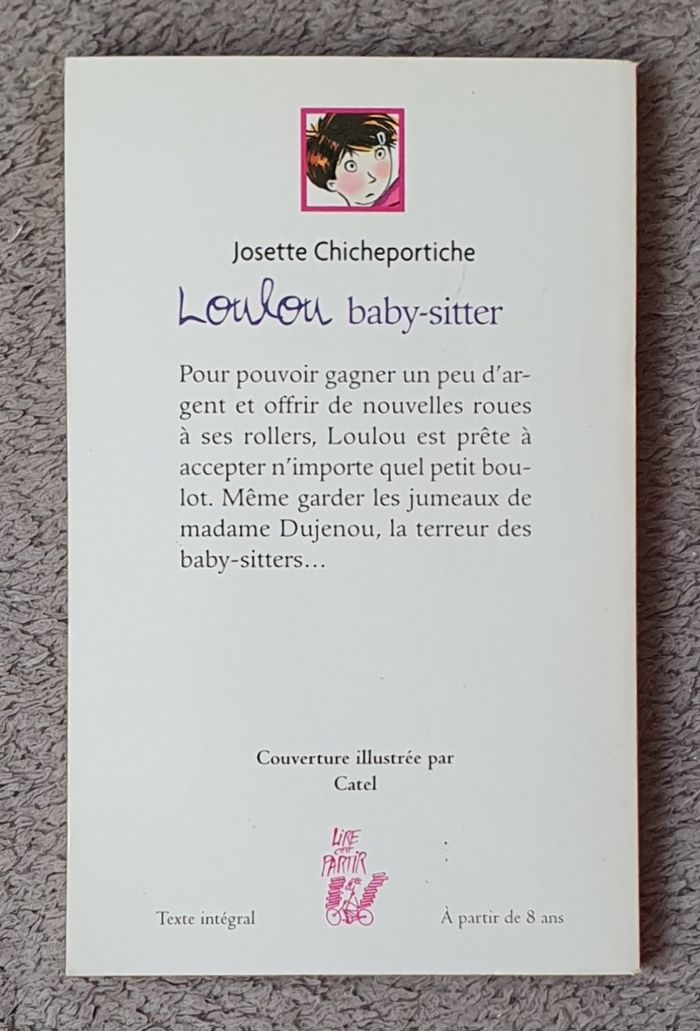 Josette Chicheportiche
Loulou baby-sitter
Pour pouvoir gagner un peu d'ar-
gent et offrir de nouvelles roues
à ses rollers, Loulou est prête à
accepter n'importe quel petit bou-
lot. Même garder les jumeaux de
madame Dujenou, la terreur des
baby-sitters...
Couverture illustrée par
Catel
LIRE
c'est
PARTIR
Texte intégral
À partir de 8 ans